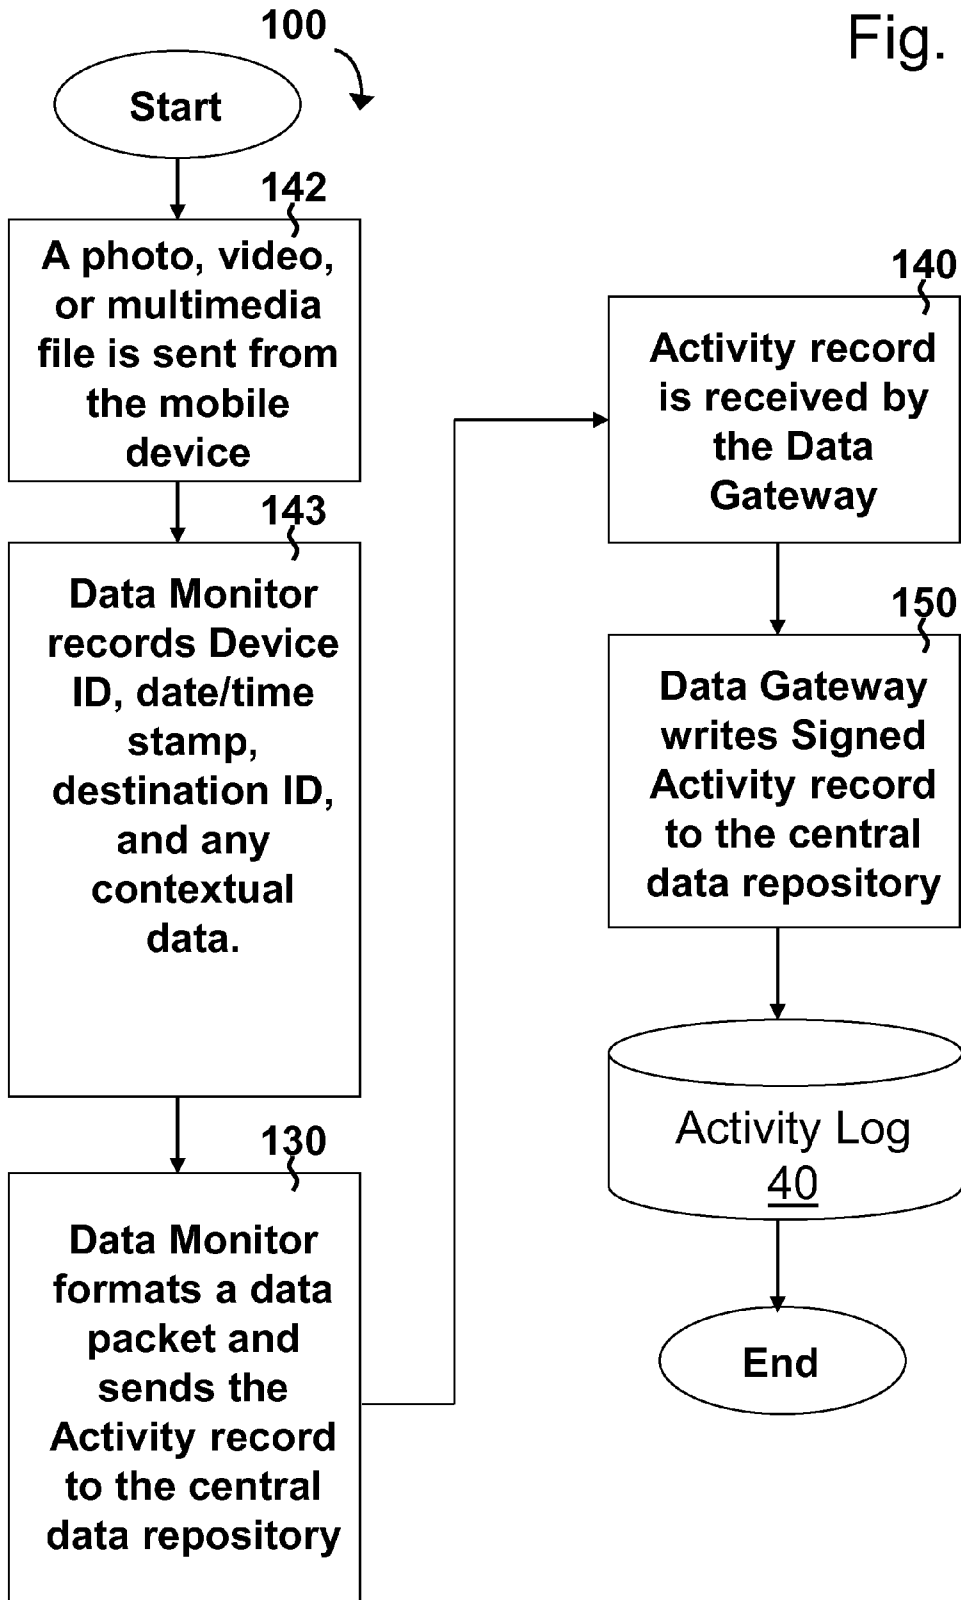 100
Fig.
Start
142
A photo, video,
or multimedia
file is sent from
the mobile
device
143
Data Monitor
records Device
ID, date/time
stamp,
destination ID,
and any
contextual
data.
130
Data Monitor
formats a data
packet and
sends the
Activity record
to the central
data repository
140
Activity record
is received by
the Data
Gateway
150
Data Gateway
writes Signed
Activity record
to the central
data repository
Activity Log
40
End